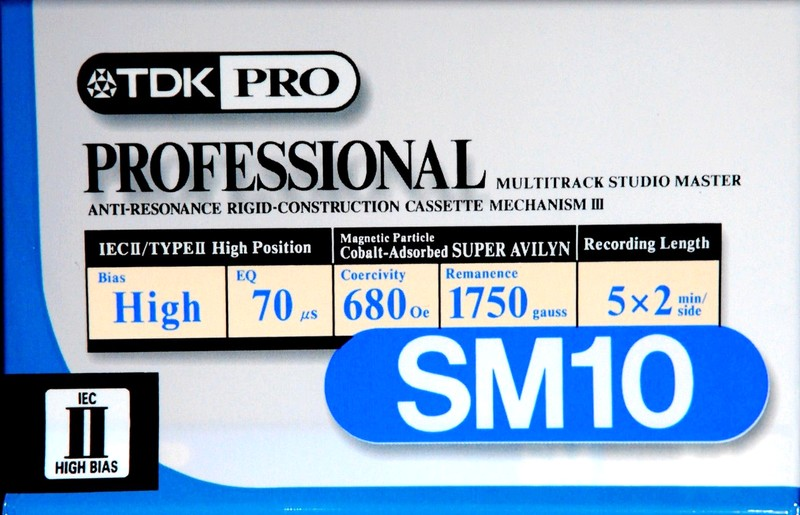 TDK PRO
PROFESSIONAL MULTITRACK STUDIO MASTER
ANTI-RESONANCE RIGID-CONSTRUCTION CASSETTE MECHANISM III
IECII/TYPEII High Position
Magnetic Particle
Cobalt-Adsorbed SUPER AVILYN
Recording Length
Bias
High
EQ
70 μs
Coercivity
680 Oe
Remanence
1750 gauss
5×2 min/side
SM10
IEC
II
HIGH BIAS